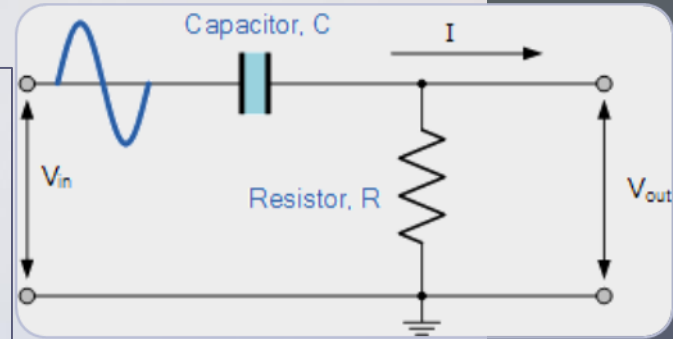 Capacitor, C
I
Vin
Resistor, R
Vout